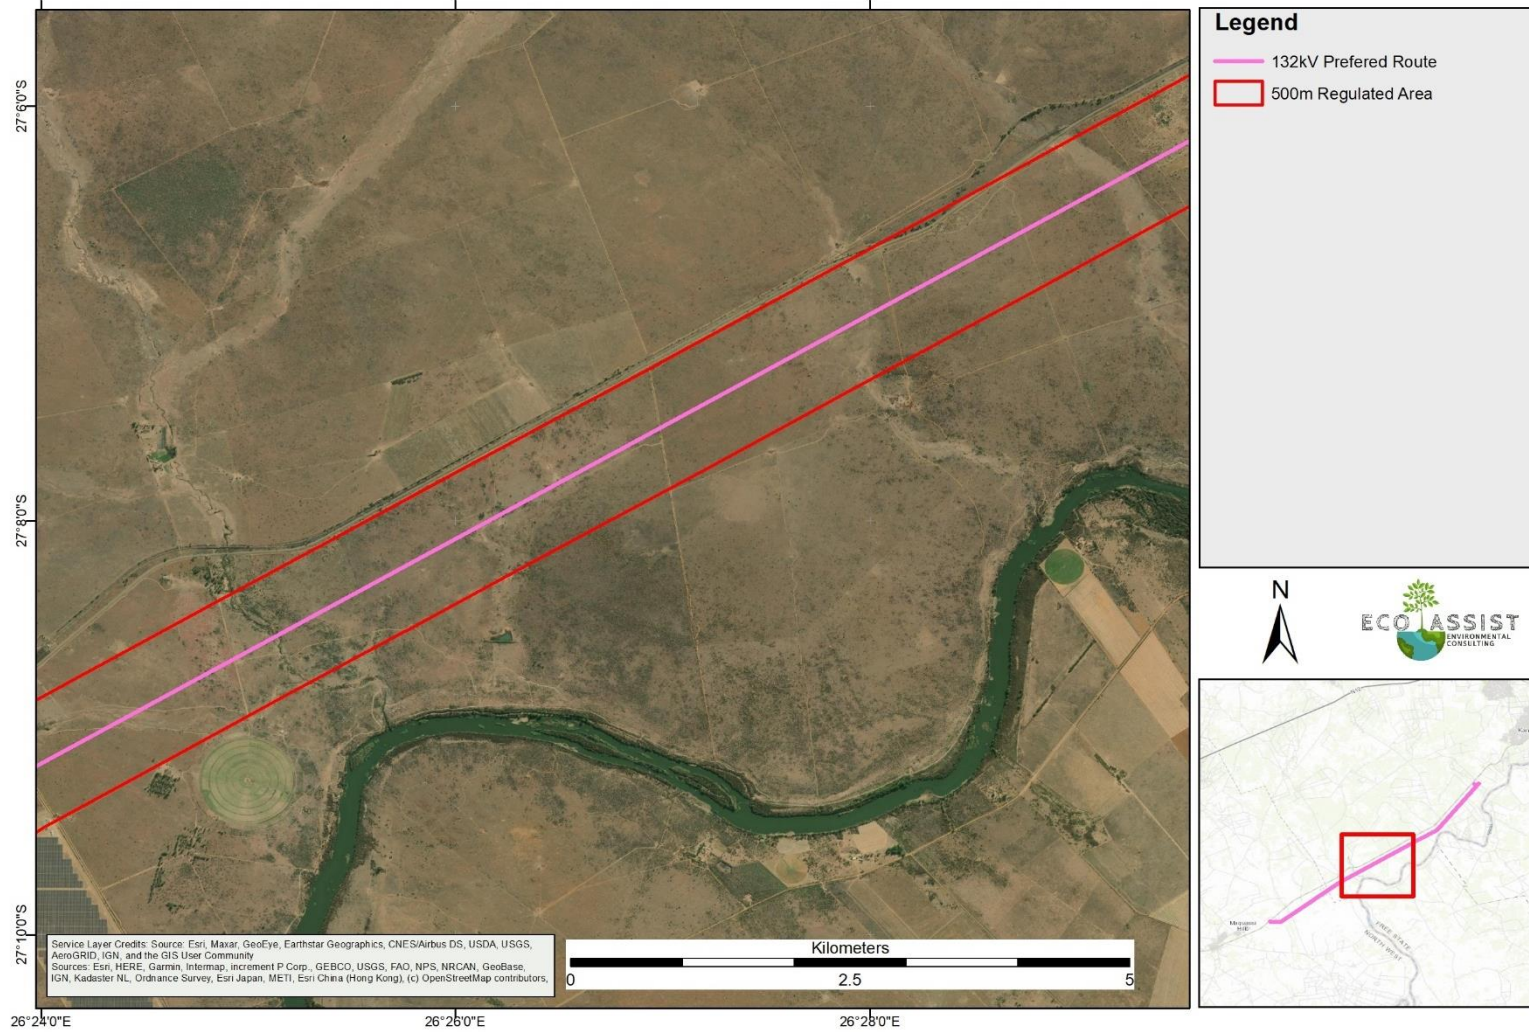 Legend
132kV Prefered Route
500m Regulated Area
27°6'0"S
27°8'0"S
27°10'0"S
N
ECO ASSIST
ENVIRONMENTAL
CONSULTING
Service Layer Credits: Source: Esri, Maxar, GeoEye, Earthstar Geographics, CNES/Airbus DS, USDA, USGS,
AeroGRID, IGN, and the GIS User Community
Sources: Esri, HERE, Garmin, Intermap, increment P Corp., GEBCO, USGS, FAO, NPS, NRCAN, GeoBase,
IGN, Kadaster NL, Ordnance Survey, Esri Japan, METI, Esri China (Hong Kong), (c) OpenStreetMap contributors,
Kilometers
0 2.5 5
FREE STATE
NORTH WEST
26°24'0"E 26°26'0"E 26°28'0"E